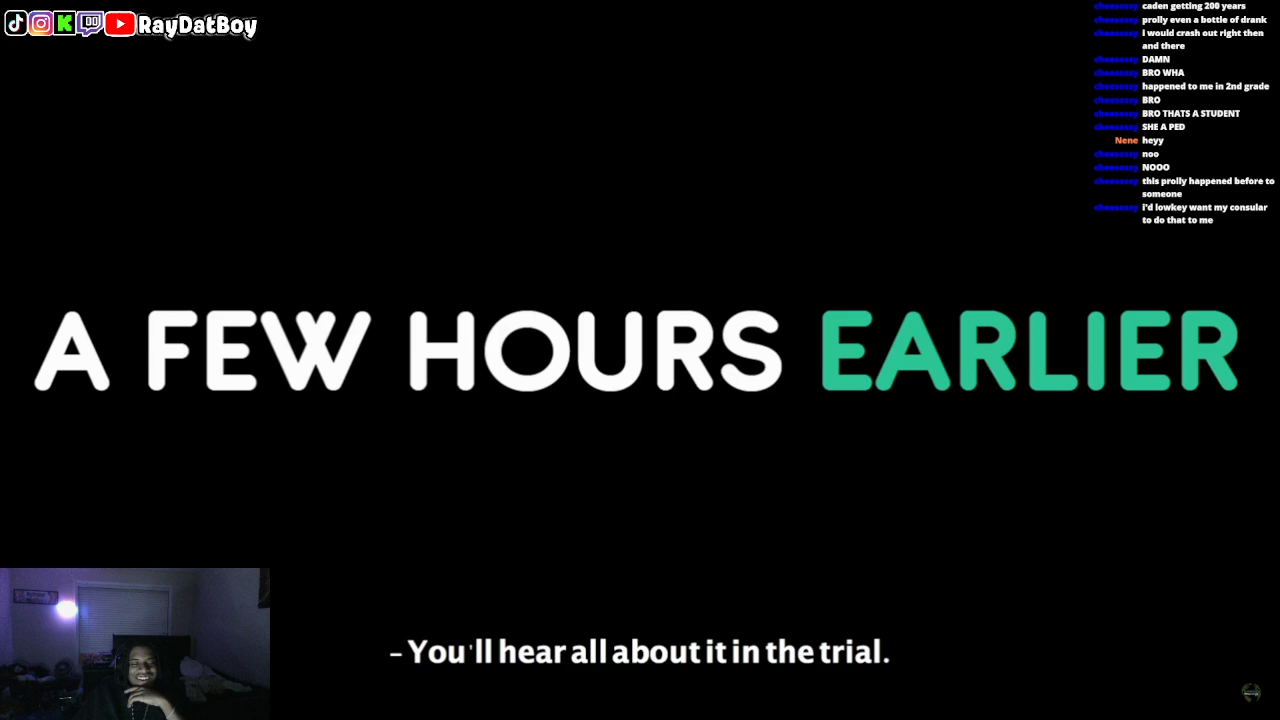 RayDatBoy
caden getting 200 years
prolly even a bottle of drank
I would crash out right then
and there
DAMN
BRO WHA
happened to me in 2nd grade
BRO
BRO THATS A STUDENT
SHE A PED
Nene heyy
noo
NOOO
this prolly happened before to
someone
i'd lowkey want my consular
to do that to me
A FEW HOURS EARLIER
- You'll hear all about it in the trial.